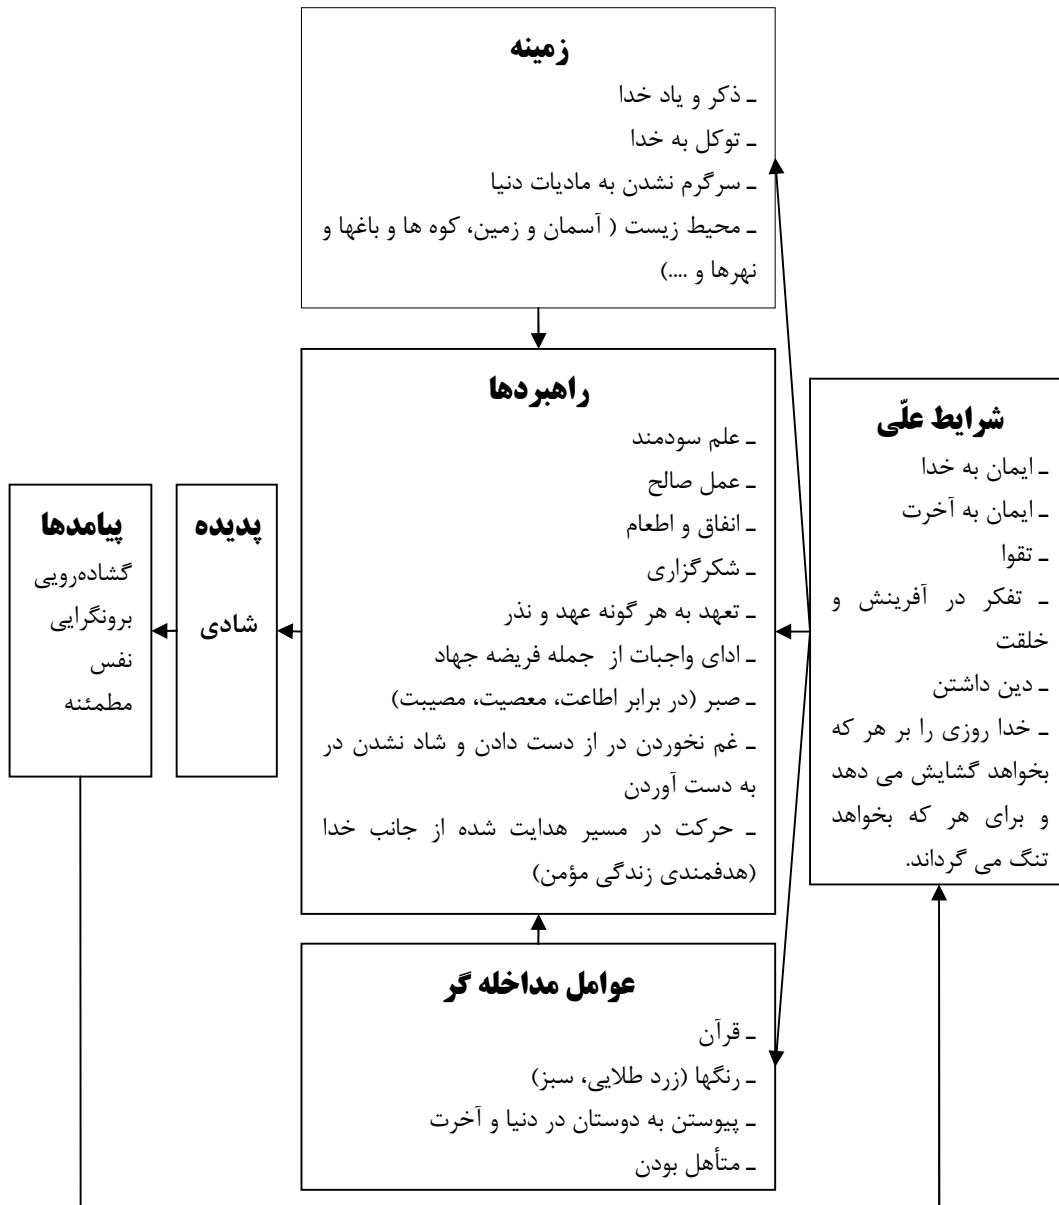 زمینه
ـ ذکر و یاد خدا
ـ توکل به خدا
ـ سرگرم نشدن به مادیات دنیا
ـ محیط زیست ( آسمان و زمین، کوه ها و باغها و
نهرها و ....)
شرایط علّی
ـ ایمان به خدا
ـ ایمان به آخرت
ـ تقوا
ـ تفکر در آفرینش و
خلقت
ـ دین داشتن
ـ خدا روزی را بر هر که
بخواهد گشایش می دهد
و برای هر که بخواهد
تنگ می گرداند.
راهبردها
ـ علم سودمند
ـ عمل صالح
ـ انفاق و اطعام
ـ شکرگزاری
ـ تعهد به هر گونه عهد و نذر
ـ ادای واجبات از جمله فریضه جهاد
ـ صبر (در برابر اطاعت، معصیت، مصیبت)
ـ غم نخوردن در از دست دادن و شاد نشدن در
به دست آوردن
ـ حرکت در مسیر هدایت شده از جانب خدا
(هدفمندی زندگی مؤمن)
پدیده
شادی
پیامدها
گشاده‌رویی
برونگرایی
نفس
مطمئنه
عوامل مداخله گر
ـ قرآن
ـ رنگها (زرد طلایی، سبز)
ـ پیوستن به دوستان در دنیا و آخرت
ـ متأهل بودن